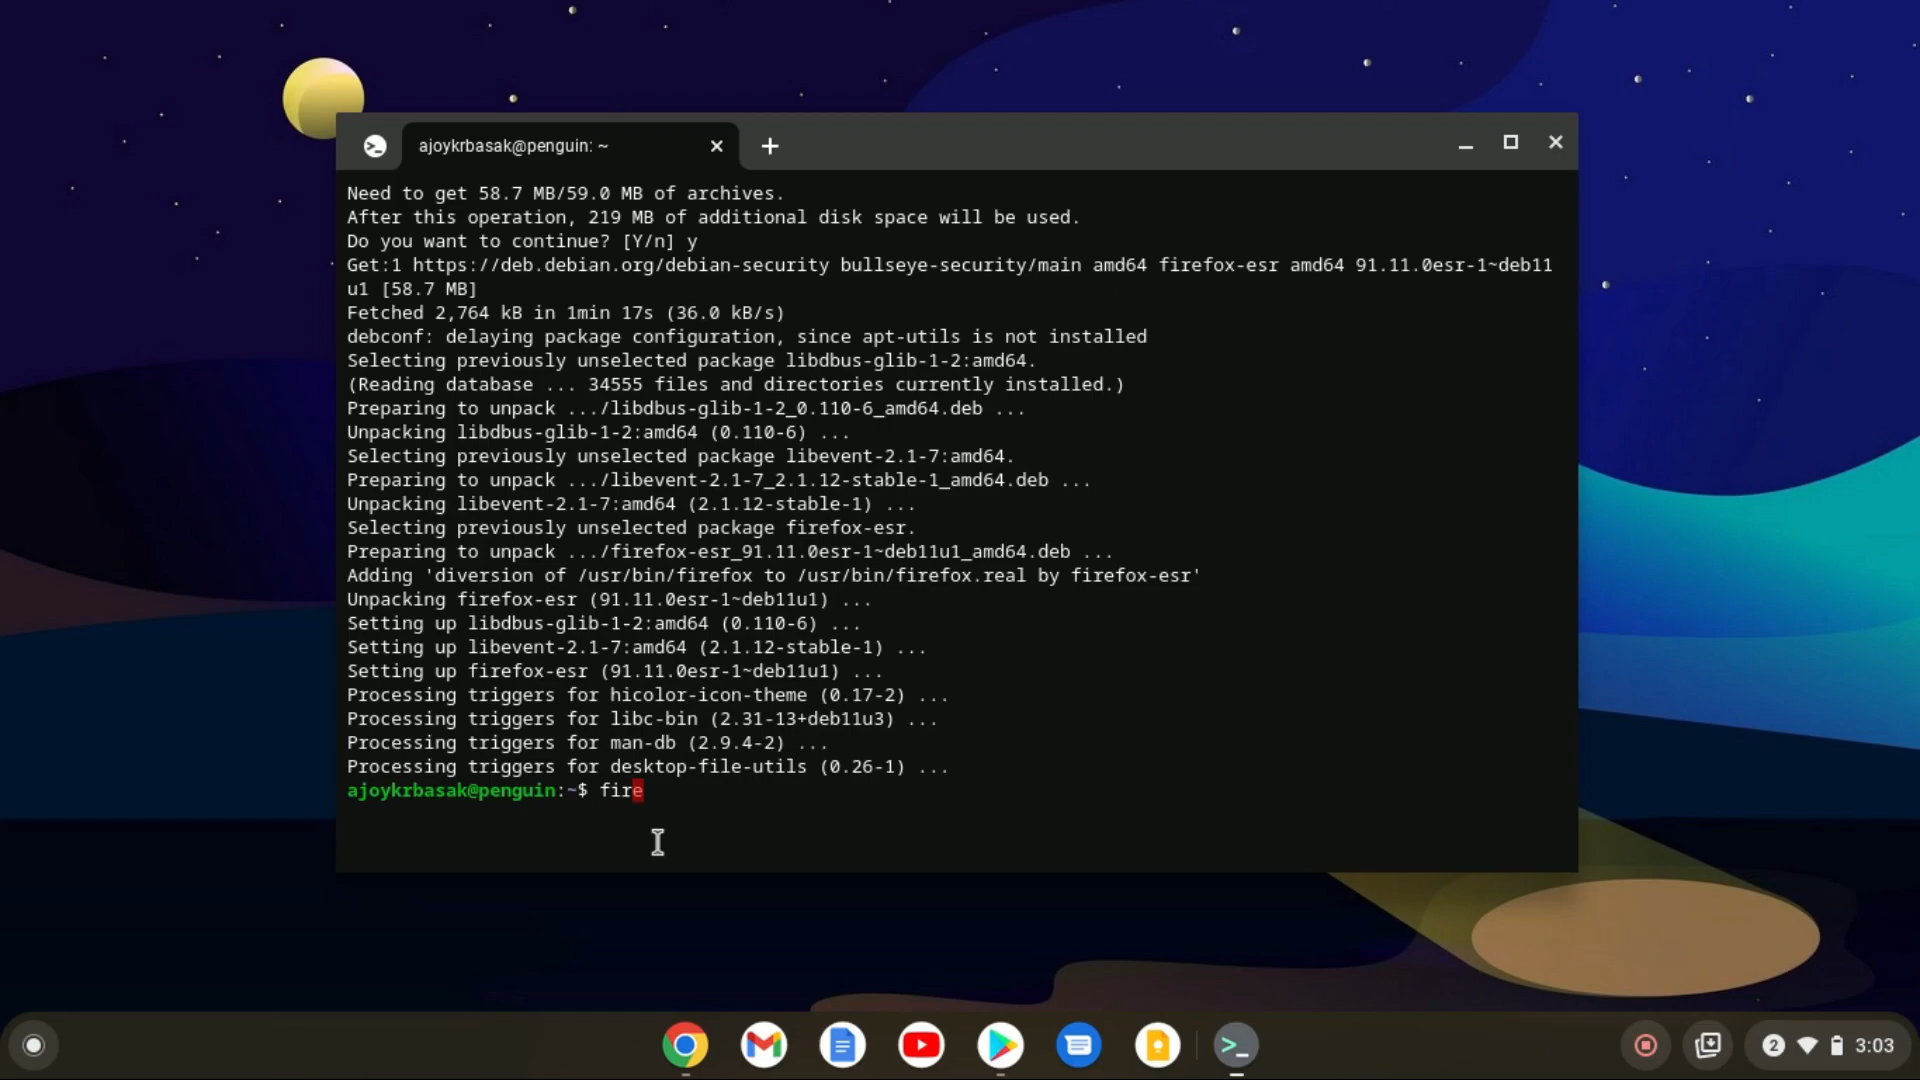 ajoykrbasak@penguin: ~
Need to get 58.7 MB/59.0 MB of archives.
After this operation, 219 MB of additional disk space will be used.
Do you want to continue? [Y/n] y
Get:1 https://deb.debian.org/debian-security bullseye-security/main amd64 firefox-esr amd64 91.11.0esr-1~deb11
u1 [58.7 MB]
Fetched 2,764 kB in 1min 17s (36.0 kB/s)
debconf: delaying package configuration, since apt-utils is not installed
Selecting previously unselected package libdbus-glib-1-2:amd64.
(Reading database ... 34555 files and directories currently installed.)
Preparing to unpack .../libdbus-glib-1-2_0.110-6_amd64.deb ...
Unpacking libdbus-glib-1-2:amd64 (0.110-6) ...
Selecting previously unselected package libevent-2.1-7:amd64.
Preparing to unpack .../libevent-2.1-7_2.1.12-stable-1_amd64.deb ...
Unpacking libevent-2.1-7:amd64 (2.1.12-stable-1) ...
Selecting previously unselected package firefox-esr.
Preparing to unpack .../firefox-esr_91.11.0esr-1~deb11u1_amd64.deb ...
Adding 'diversion of /usr/bin/firefox to /usr/bin/firefox.real by firefox-esr'
Unpacking firefox-esr (91.11.0esr-1~deb11u1) ...
Setting up libdbus-glib-1-2:amd64 (0.110-6) ...
Setting up libevent-2.1-7:amd64 (2.1.12-stable-1) ...
Setting up firefox-esr (91.11.0esr-1~deb11u1) ...
Processing triggers for hicolor-icon-theme (0.17-2) ...
Processing triggers for libc-bin (2.31-13+deb11u3) ...
Processing triggers for man-db (2.9.4-2) ...
Processing triggers for desktop-file-utils (0.26-1) ...
ajoykrbasak@penguin:~$ fire
2 3:03